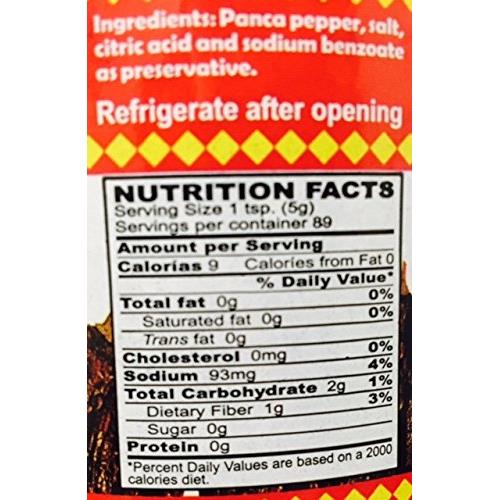 Ingredients: Panca pepper, salt,
citric acid and sodium benzoate
as preservative.
Refrigerate after opening
NUTRITION FACTS
Serving Size 1 tsp. (5g)
Servings per container 89
Amount per Serving
Calorías 9 Calories from Fat 0
% Daily Value*
Total fat 0g 0%
Saturated fat 0g 0%
Trans fat 0g
Cholesterol 0mg 0%
Sodium 93mg 4%
Total Carbohydrate 2g 1%
Dietary Fiber 1g 3%
Sugar 0g
Protein 0g
*Percent Daily Values are based on a 2000
calories diet.